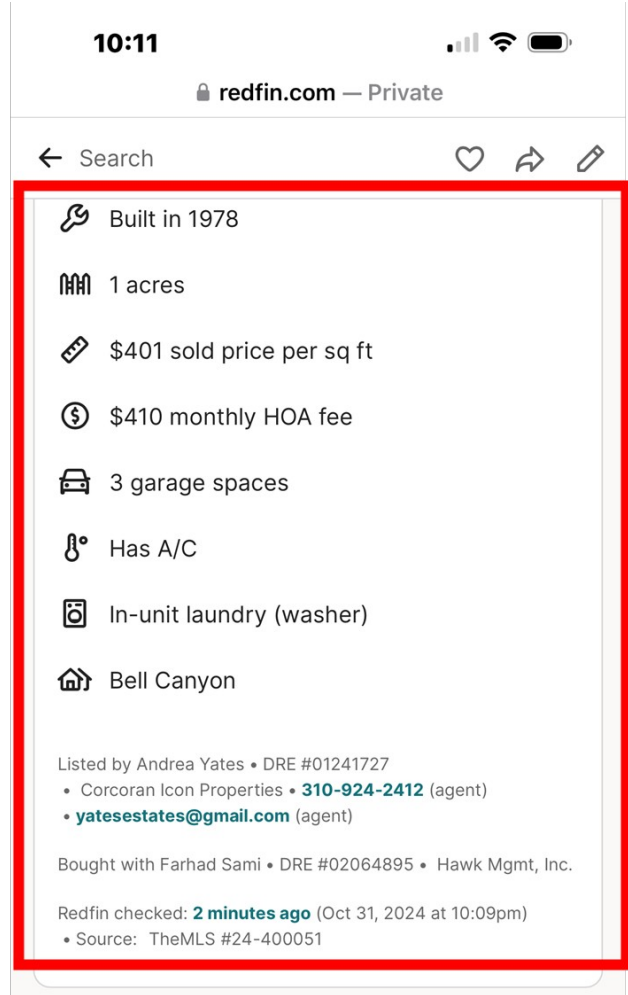 10:11
redfin.com — Private
← Search
Built in 1978
1 acres
$401 sold price per sq ft
$410 monthly HOA fee
3 garage spaces
Has A/C
In-unit laundry (washer)
Bell Canyon
Listed by Andrea Yates • DRE #01241727
• Corcoran Icon Properties • 310-924-2412 (agent)
• yatesestates@gmail.com (agent)
Bought with Farhad Sami • DRE #02064895 • Hawk Mgmt, Inc.
Redfin checked: 2 minutes ago (Oct 31, 2024 at 10:09pm)
• Source: TheMLS #24-400051